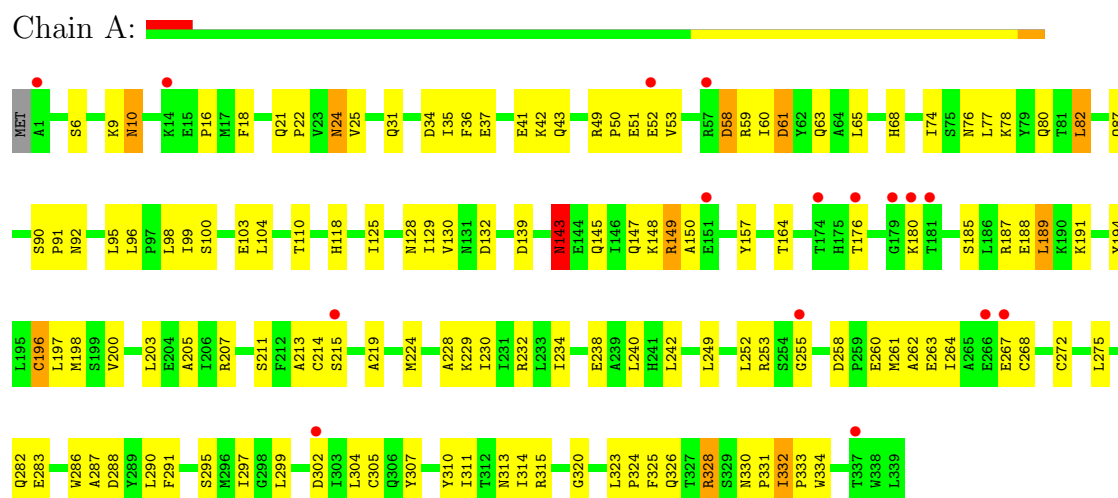 Chain A:
MET A1 S6 K9 N10 K14 E15 P16 M17 F18 Q21 P22 V23 N24 V25 Q31 D34 I35 F36 E37 E41 K42 Q43 R49 P50 E51 E52 V53 R57 D58 R59 I60 D61 Y62 Q63 A64 L65 H68 I74 S75 N76 L77 K78 Y79 Q80 T81 L82
S90 P91 N92 L95 L96 P97 L98 I99 S100 E103 L104 T110 H118 I125 N128 I129 V130 N131 D132 D139 N143 E144 Q145 I146 Q147 K148 R149 A150 E151 Y157 T164 T174 H175 T176 G179 K180 T181 S185 L186 R187 E188 L189 K190 K191
L195 C196 L197 M198 S199 V200 L203 E204 A205 I206 R207 S211 F212 A213 C214 S215 A219 M224 A228 K229 I230 I231 R232 L233 I234 E238 A239 L240 H241 L242 L249 L252 R253 S254 G255 D258 P259 E260 M261 A262 E263 I264 A265 E266 E267 C268 C272 L275
Q282 E283 W286 A287 D288 Y289 L290 F291 S295 M296 I297 G298 L299 D302 I303 L304 C305 Q306 Y307 Y310 I311 T312 N313 I314 R315 G320 L323 P324 F325 Q326 T327 R328 S329 N330 P331 I332 P333 W334 T337 W338 L339